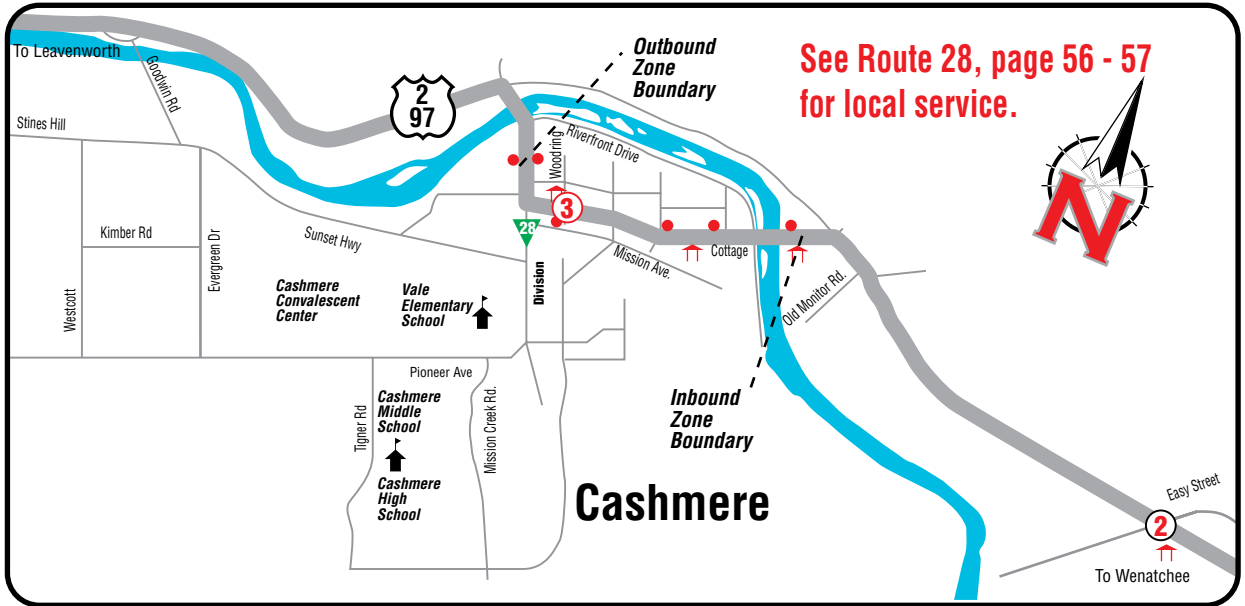 To Leavenworth
Goodwin Rd
2
97
Outbound
Zone
Boundary
See Route 28, page 56 - 57
for local service.
N
Stines Hill
Woodring
Riverfront Drive
3
28
Kimber Rd
Evergreen Dr
Sunset Hwy
Mission Ave.
Cottage
Westcott
Cashmere
Convalescent
Center
Vale
Elementary
School
Division
Old Monitor Rd.
Pioneer Ave
Tigner Rd
Cashmere
Middle
School
Mission Creek Rd.
Inbound
Zone
Boundary
Cashmere
High
School
Cashmere
Easy Street
2
To Wenatchee